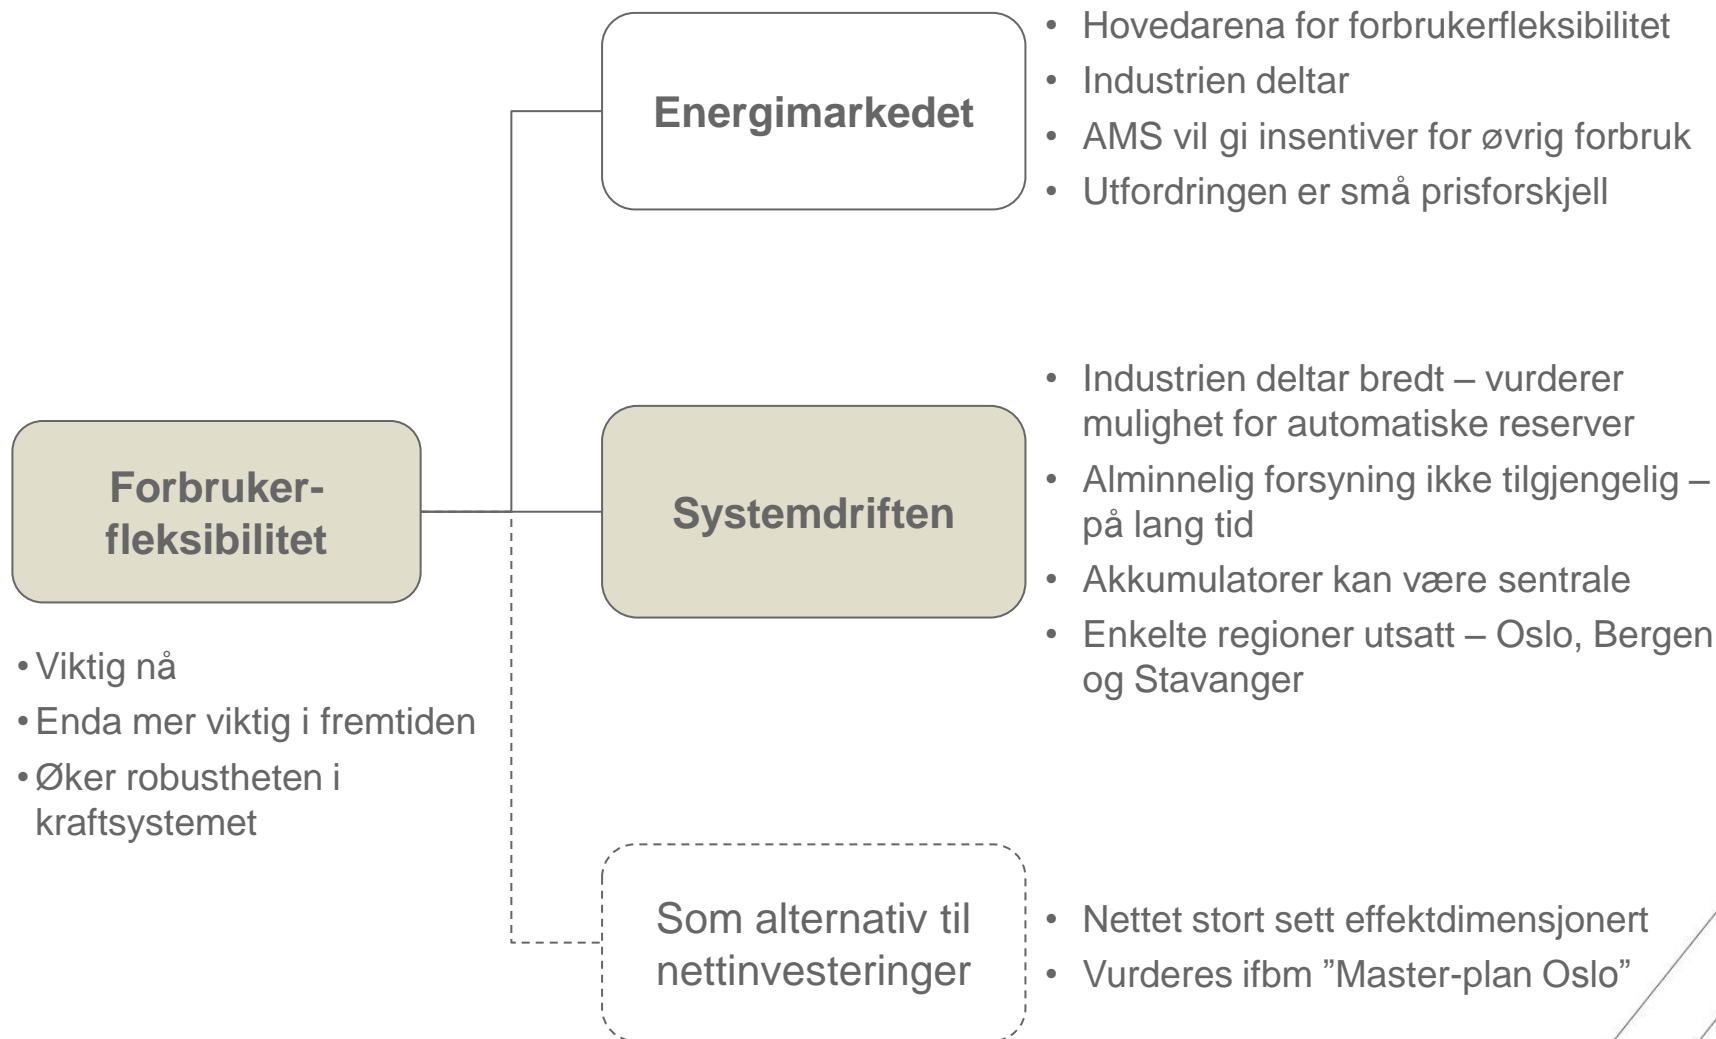 Energimarkedet
• Hovedarena for forbrukerfleksibilitet
• Industrien deltar
• AMS vil gi insentiver for øvrig forbruk
• Utfordringen er små prisforskjell
Forbruker-
fleksibilitet
• Viktig nå
• Enda mer viktig i fremtiden
• Øker robustheten i
kraftsystemet
Systemdriften
• Industrien deltar bredt – vurderer
mulighet for automatiske reserver
• Alminnelig forsyning ikke tilgjengelig –
på lang tid
• Akkumulatorer kan være sentrale
• Enkelte regioner utsatt – Oslo, Bergen
og Stavanger
Som alternativ til
nettinvesteringer
• Nettet stort sett effektdimensjonert
• Vurderes ifbm ”Master-plan Oslo”